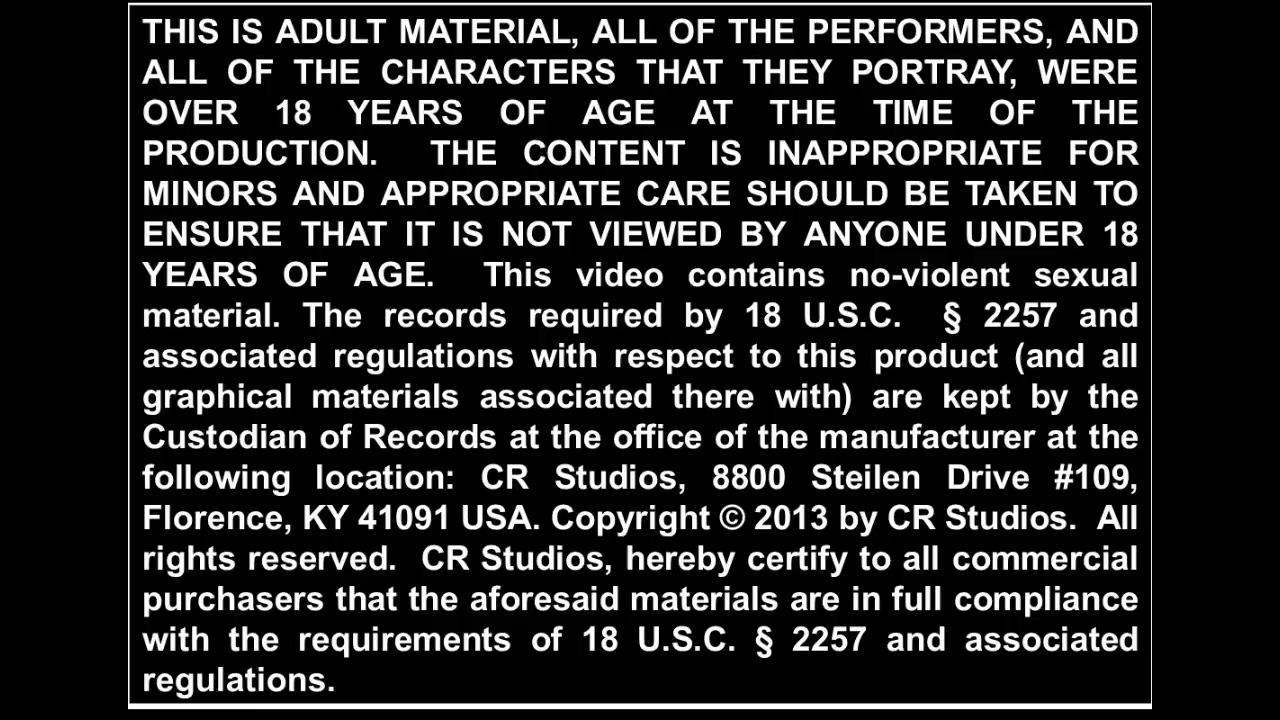 THIS IS ADULT MATERIAL, ALL OF THE PERFORMERS, AND
ALL OF THE CHARACTERS THAT THEY PORTRAY, WERE
OVER 18 YEARS OF AGE AT THE TIME OF THE
PRODUCTION. THE CONTENT IS INAPPROPRIATE FOR
MINORS AND APPROPRIATE CARE SHOULD BE TAKEN TO
ENSURE THAT IT IS NOT VIEWED BY ANYONE UNDER 18
YEARS OF AGE. This video contains no-violent sexual
material. The records required by 18 U.S.C. § 2257 and
associated regulations with respect to this product (and all
graphical materials associated there with) are kept by the
Custodian of Records at the office of the manufacturer at the
following location: CR Studios, 8800 Steilen Drive #109,
Florence, KY 41091 USA. Copyright © 2013 by CR Studios. All
rights reserved. CR Studios, hereby certify to all commercial
purchasers that the aforesaid materials are in full compliance
with the requirements of 18 U.S.C. § 2257 and associated
regulations.